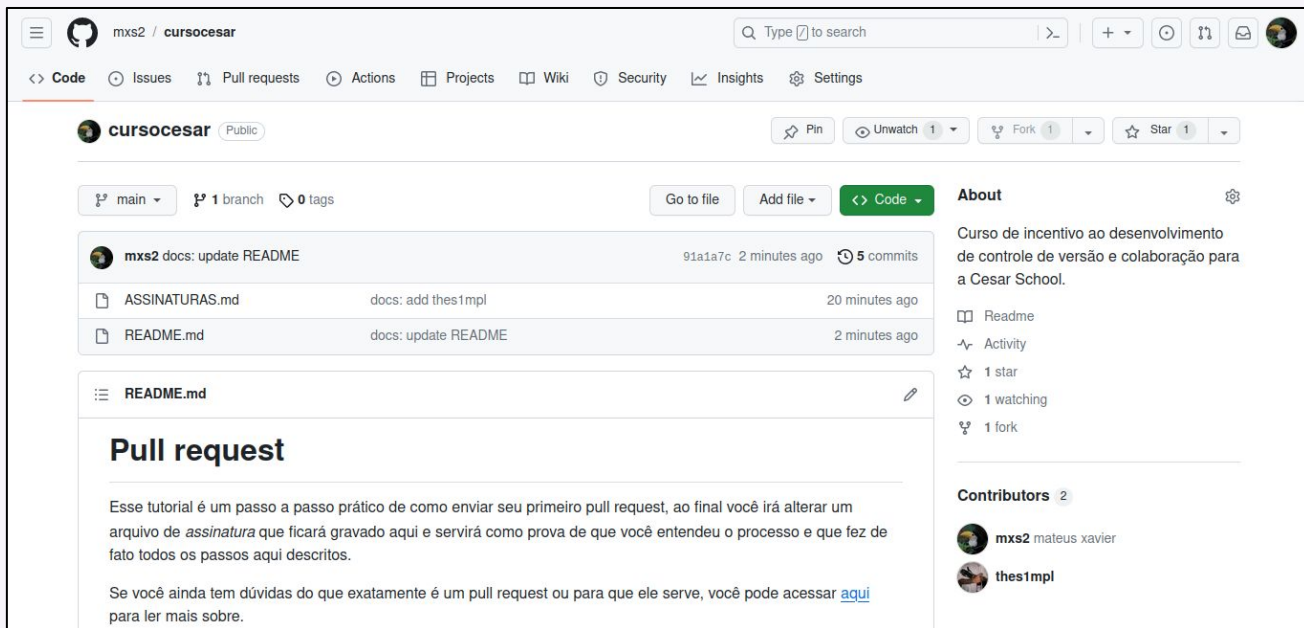 mxs2 / cursocesar
Type / to search
Code Issues Pull requests Actions Projects Wiki Security Insights Settings
cursocesar Public
Pin Unwatch 1 Fork 1 Star 1
main 1 branch 0 tags Go to file Add file <> Code
mxs2 docs: update README 91a1a7c 2 minutes ago 5 commits
ASSINATURAS.md docs: add thes1mpl 20 minutes ago
README.md docs: update README 2 minutes ago
README.md
Pull request
Esse tutorial é um passo a passo prático de como enviar seu primeiro pull request, ao final você irá alterar um
arquivo de assinatura que ficará gravado aqui e servirá como prova de que você entendeu o processo e que fez de
fato todos os passos aqui descritos.
Se você ainda tem dúvidas do que exatamente é um pull request ou para que ele serve, você pode acessar aqui
para ler mais sobre.
About
Curso de incentivo ao desenvolvimento
de controle de versão e colaboração para
a Cesar School.
Readme
Activity
1 star
1 watching
1 fork
Contributors 2
mxs2 mateus xavier
thes1mpl